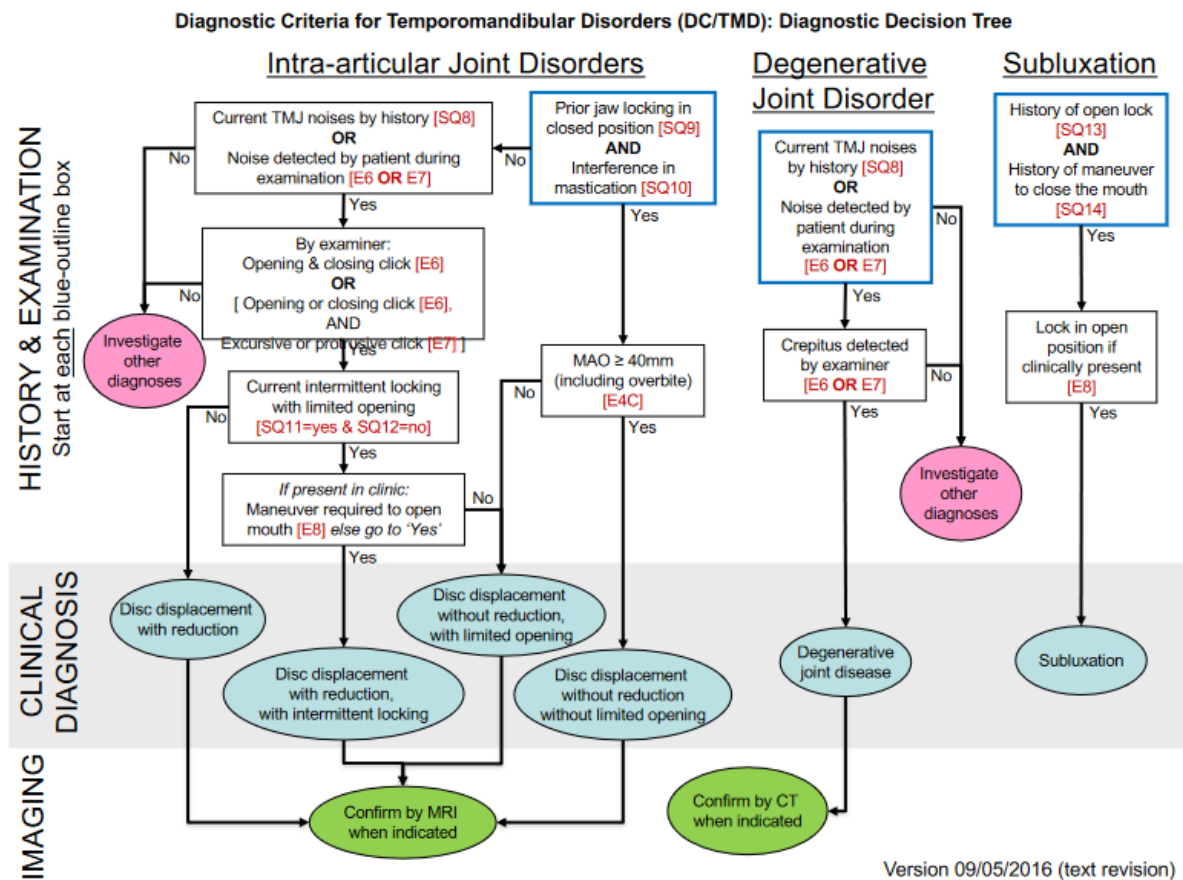 Diagnostic Criteria for Temporomandibular Disorders (DC/TMD): Diagnostic Decision Tree
Intra-articular Joint Disorders
Degenerative
Joint Disorder
Subluxation
HISTORY & EXAMINATION
Start at each blue-outline box
Current TMJ noises by history [SQ8]
OR
Noise detected by patient during
examination [E6 OR E7]
No
Yes
Prior jaw locking in
closed position [SQ9]
AND
Interference in
mastication [SQ10]
No
Yes
By examiner:
Opening & closing click [E6]
OR
[ Opening or closing click [E6],
AND
Excursive or protrusive click [E7] ]
No
Yes
Investigate
other
diagnoses
Current intermittent locking
with limited opening
[SQ11=yes & SQ12=no]
No
Yes
MAO ≥ 40mm
(including overbite)
[E4C]
No
Yes
If present in clinic:
Maneuver required to open
mouth [E8] else go to 'Yes'
No
Yes
Current TMJ noises
by history [SQ8]
OR
Noise detected by
patient during
examination
[E6 OR E7]
No
Yes
Crepitus detected
by examiner
[E6 OR E7]
No
Yes
Investigate
other
diagnoses
History of open lock
[SQ13]
AND
History of maneuver
to close the mouth
[SQ14]
Yes
Lock in open
position if
clinically present
[E8]
Yes
CLINICAL
DIAGNOSIS
Disc displacement
with reduction
Disc displacement
with reduction,
with intermittent locking
Disc displacement
without reduction,
with limited opening
Disc displacement
without reduction
without limited opening
Degenerative
joint disease
Subluxation
IMAGING
Confirm by MRI
when indicated
Confirm by CT
when indicated
Version 09/05/2016 (text revision)